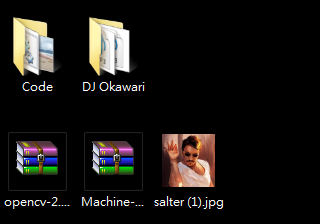 Code
DJ Okawari
opencv-2....
Machine-...
salter (1).jpg